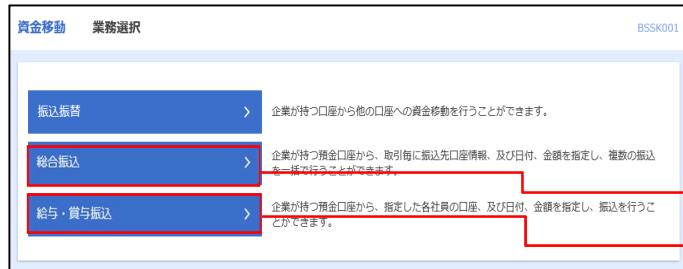 資金移動 業務選択 BSSK001
振込振替 企業が持つ口座から他の口座への資金移動を行うことができます。
総合振込 企業が持つ預金口座から、取引毎に振込先口座情報、及び日付、金額を指定し、複数の振込
を一括で行うことができます。
給与・賞与振込 企業が持つ預金口座から、指定した各社員の口座、及び日付、金額を指定し、振込を行うこ
とができます。